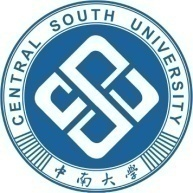 CENTRAL SOUTH UNIVERSITY
中南大学